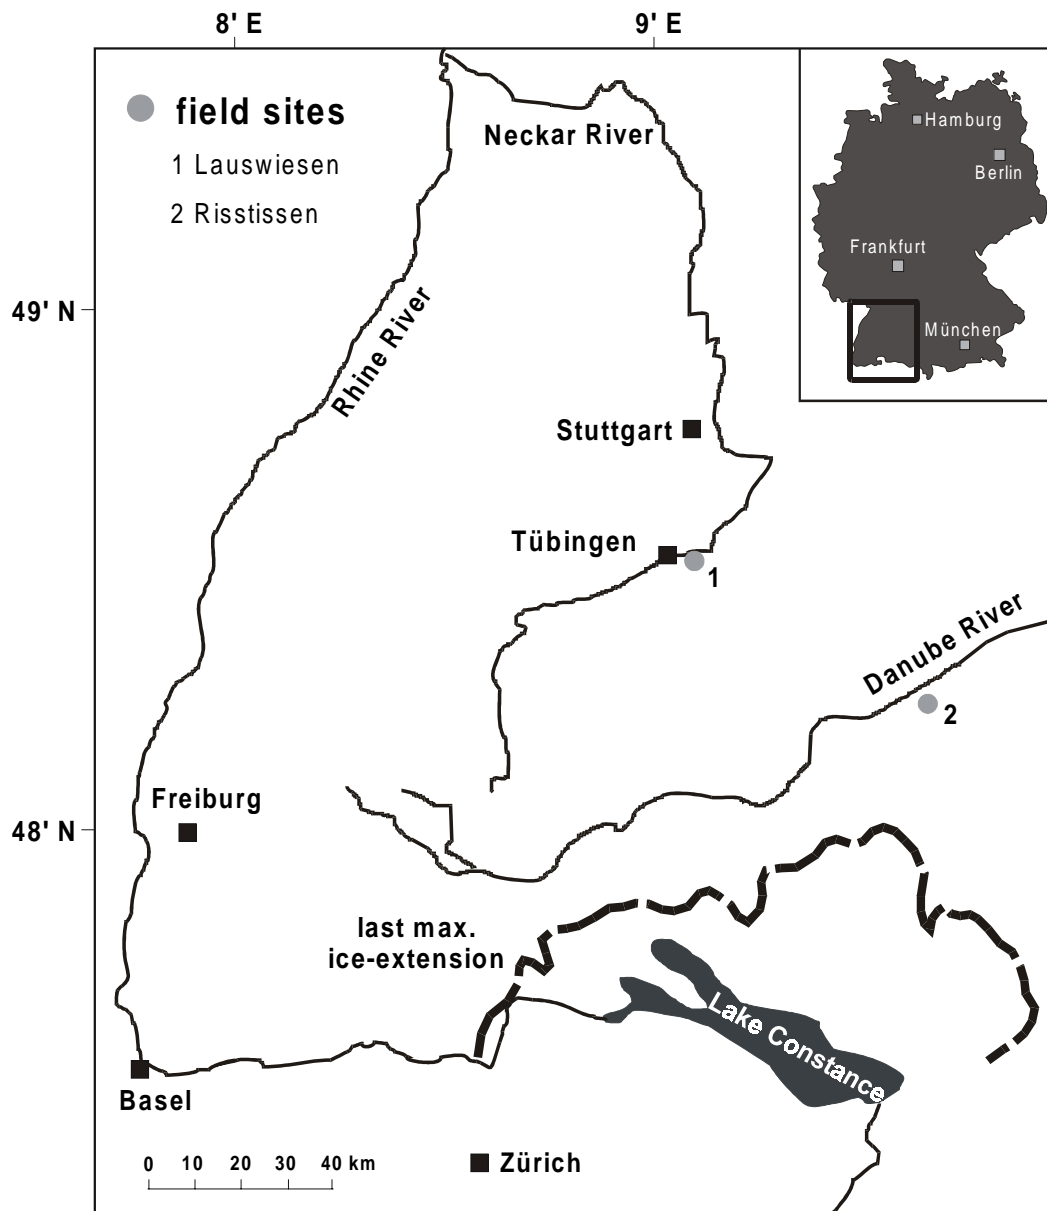 8' E
9' E
field sites
1 Lauswiesen
2 Risstissen
Neckar River
Hamburg
Berlin
Frankfurt
München
49' N
Rhine River
Stuttgart
Tübingen
1
Danube River
2
Freiburg
48' N
last max.
ice-extension
Lake Constance
Basel
0 10 20 30 40 km
Zürich